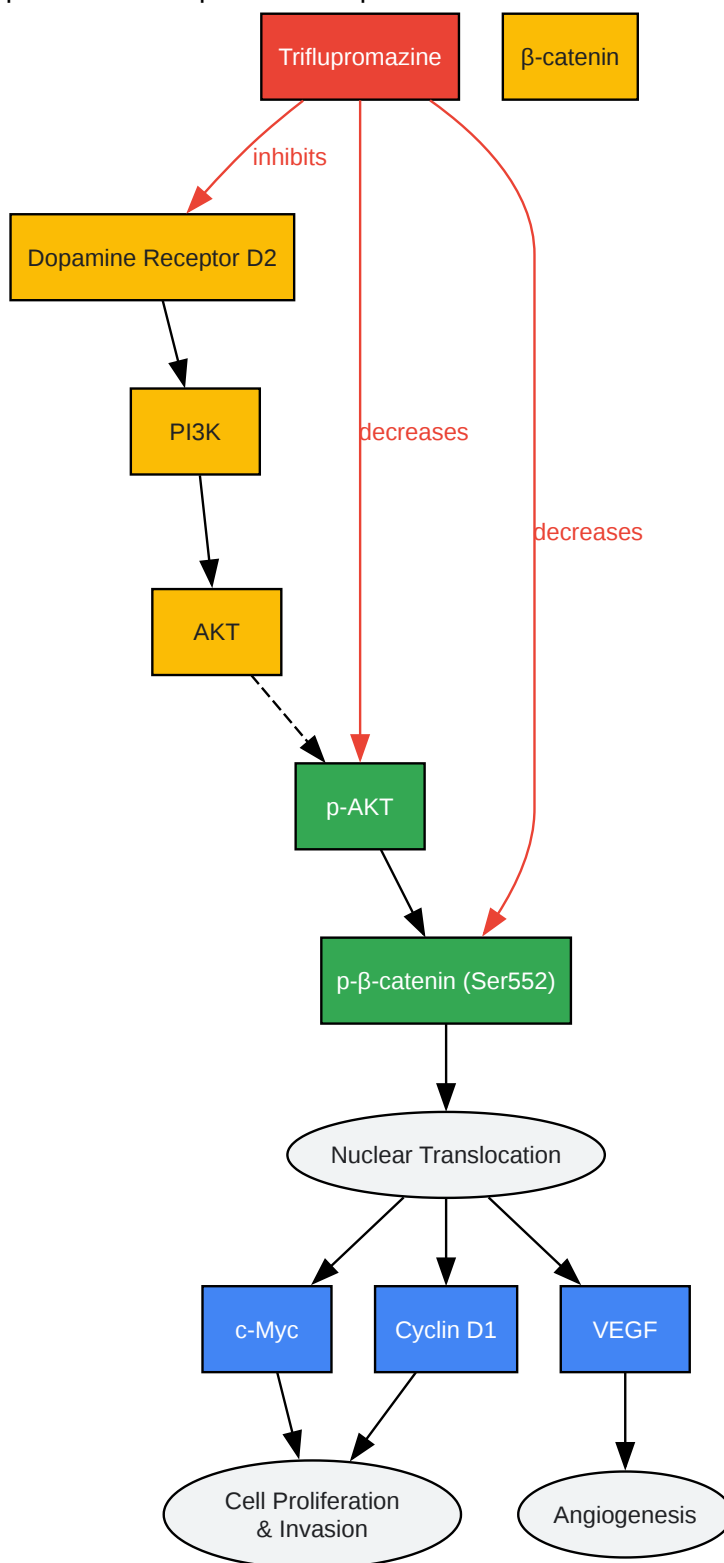 Triflupromazine
β-catenin
inhibits
Dopamine Receptor D2
PI3K
decreases
decreases
AKT
p-AKT
p-β-catenin (Ser552)
Nuclear Translocation
c-Myc
Cyclin D1
VEGF
Cell Proliferation
& Invasion
Angiogenesis